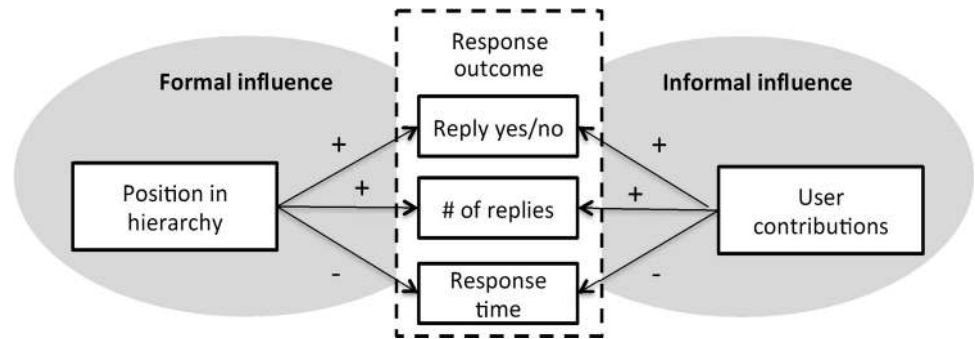 Formal influence
Response
outcome
Informal influence
Reply yes/no
+
+
Position in
hierarchy
+
# of replies
+
User
contributions
-
Response
time
-